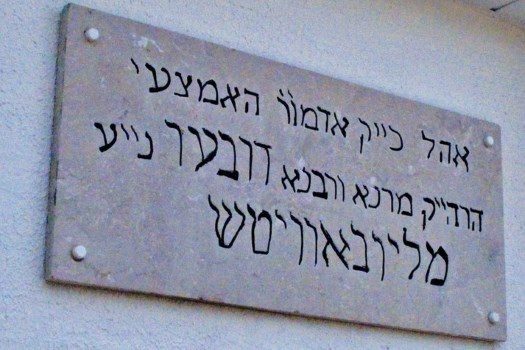 אהל כ״ק אדמו״ר האמצעי
הרה״ק מרנא ורבנא דובער נ״ע
מליובאוויטש